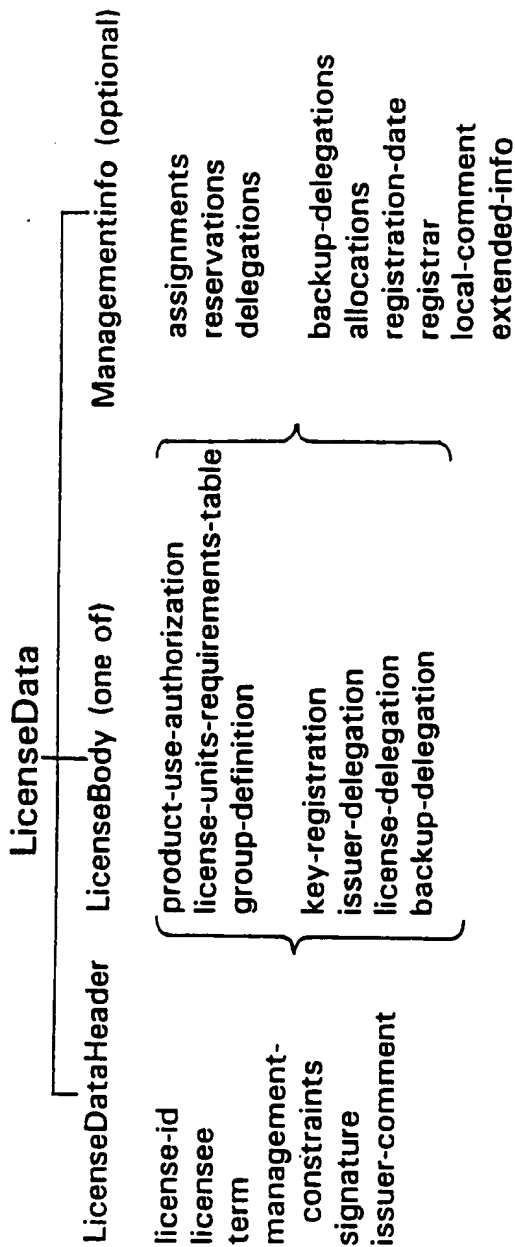 LicenseData
LicenseDataHeader
license-id
licensee
term
management-
constraints
signature
issuer-comment
LicenseBody (one of)
product-use-authorization
license-units-requirements-table
group-definition
key-registration
issuer-delegation
license-delegation
backup-delegation
Managementinfo (optional)
assignments
reservations
delegations
backup-delegations
allocations
registration-date
registrar
local-comment
extended-info